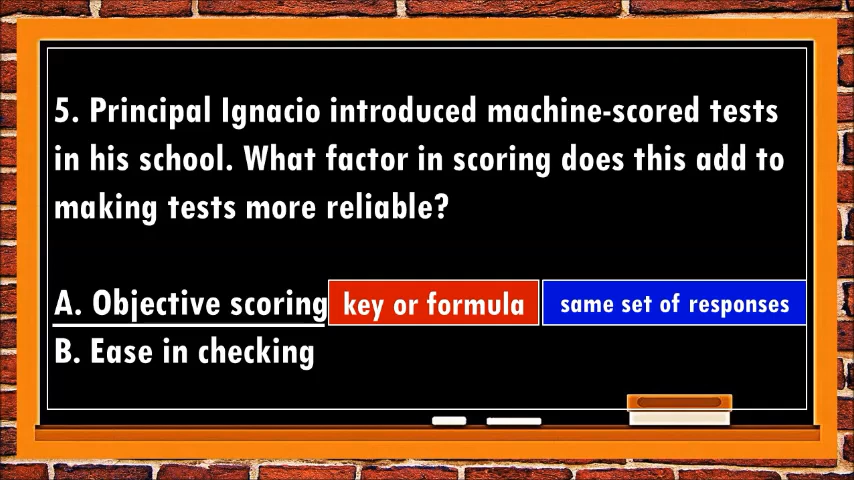 5. Principal Ignacio introduced machine-scored tests
in his school. What factor in scoring does this add to
making tests more reliable?
A. Objective scoring key or formula same set of responses
B. Ease in checking